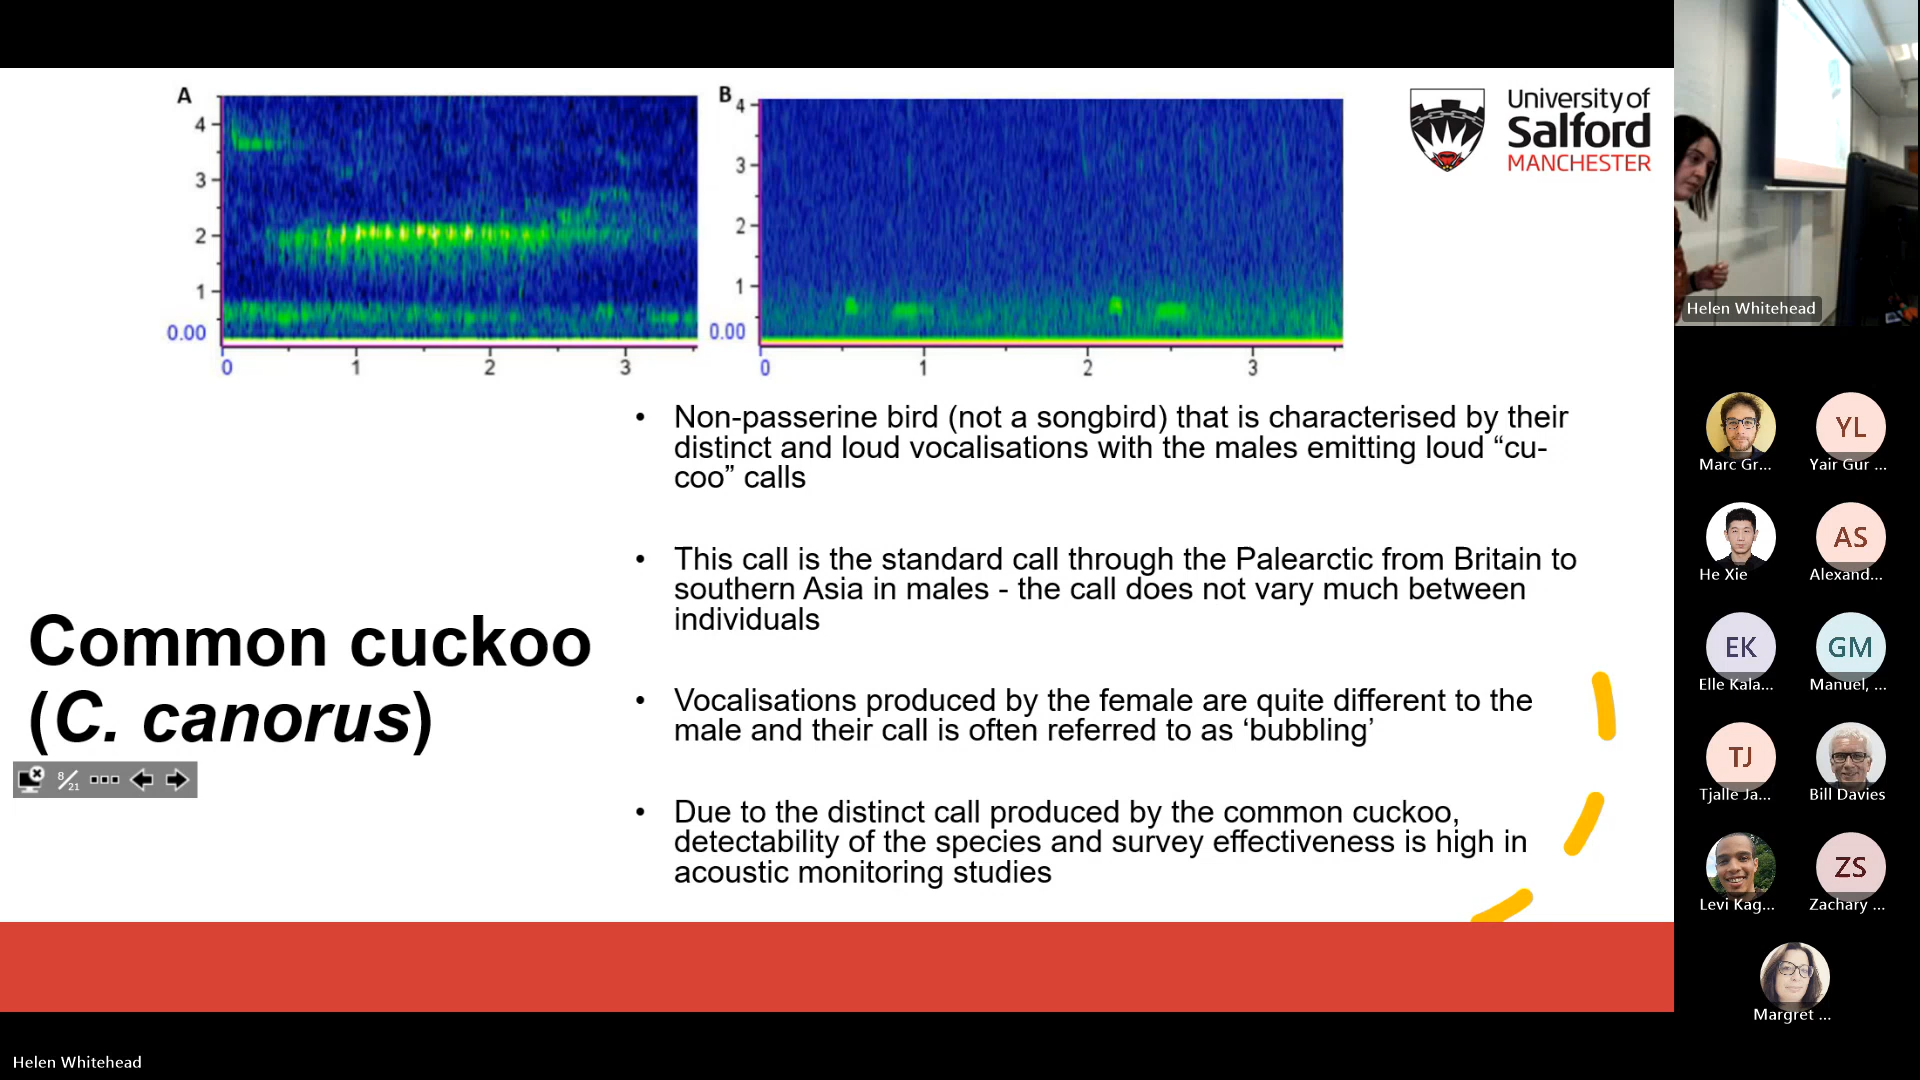 A
4
3
2
1
0.00
0
1
2
3
B
4
3
2
1
0.00
0
1
2
3
University of
Salford
MANCHESTER
Common cuckoo
(C. canorus)
8/21
• Non-passerine bird (not a songbird) that is characterised by their
distinct and loud vocalisations with the males emitting loud “cu-
coo” calls
• This call is the standard call through the Palearctic from Britain to
southern Asia in males - the call does not vary much between
individuals
• Vocalisations produced by the female are quite different to the
male and their call is often referred to as ‘bubbling’
• Due to the distinct call produced by the common cuckoo,
detectability of the species and survey effectiveness is high in
acoustic monitoring studies
Helen Whitehead
Marc Gr...
YL
Yair Gur ...
He Xie
AS
Alexand...
EK
Elle Kala...
GM
Manuel, ...
TJ
Tjalle Ja...
Bill Davies
Levi Kag...
ZS
Zachary ...
Margret ...
Helen Whitehead